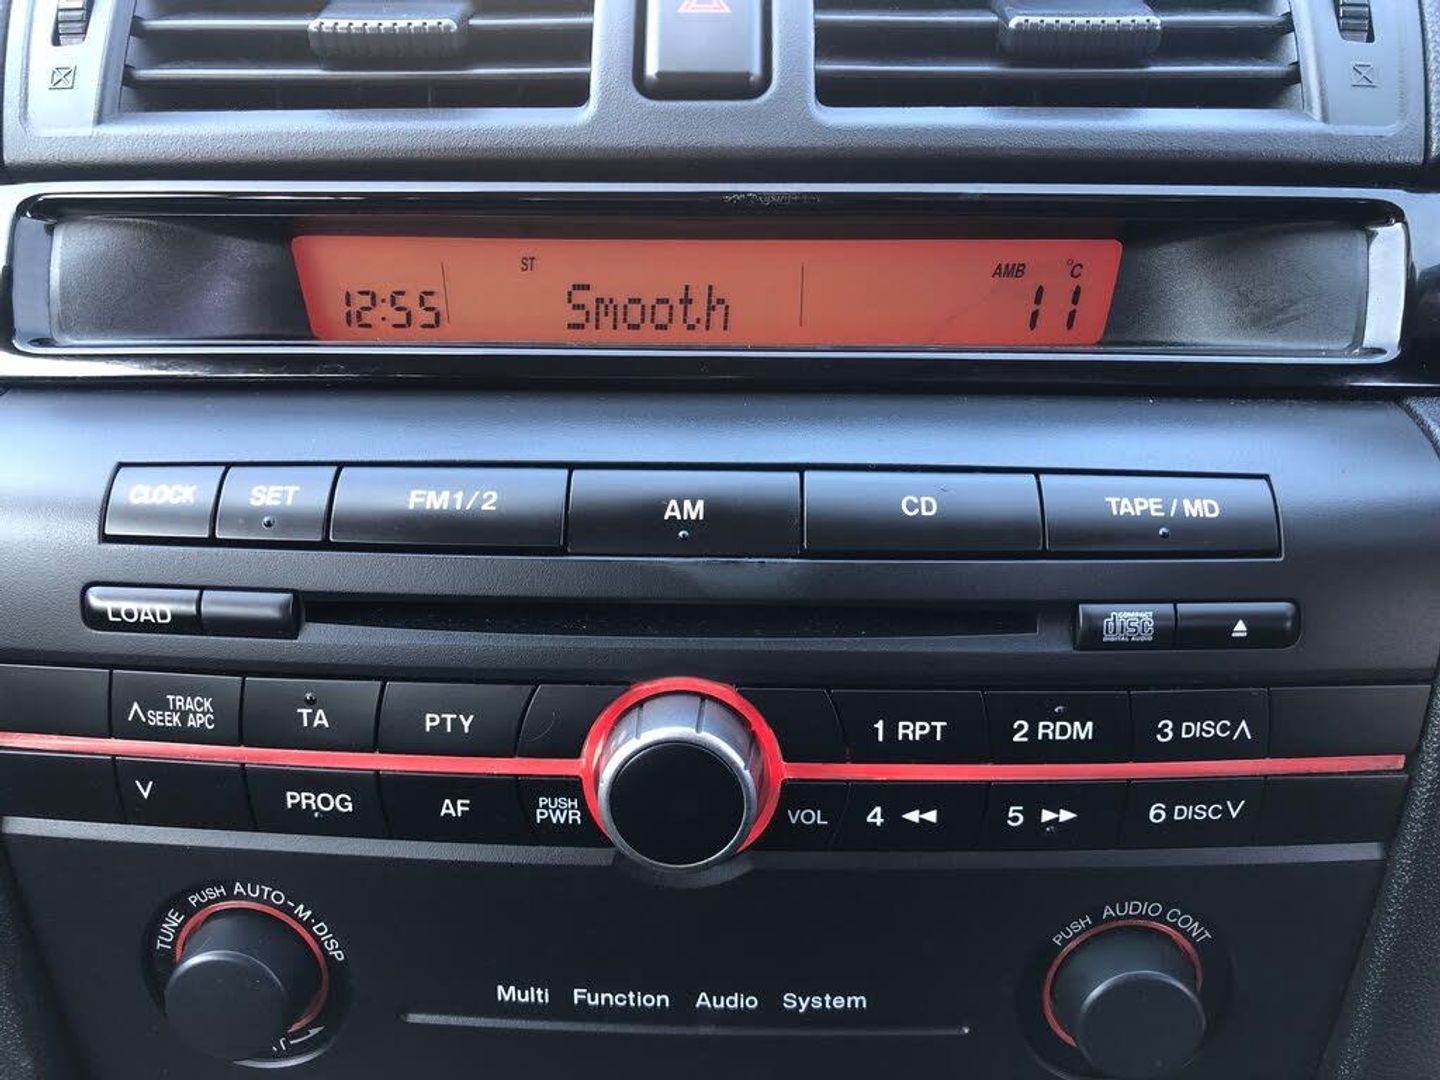 ST AMB °C
12:55 Smooth 11
CLOCK SET FM1/2 AM CD TAPE / MD
LOAD COMPACT disc DIGITAL AUDIO
TRACK
SEEK APC TA PTY 1 RPT 2 RDM 3 DISC
PROG AF PUSH PWR VOL 4 5 6 DISC
TUNE PUSH AUTO-M·DISP PUSH AUDIO CONT
Multi Function Audio System